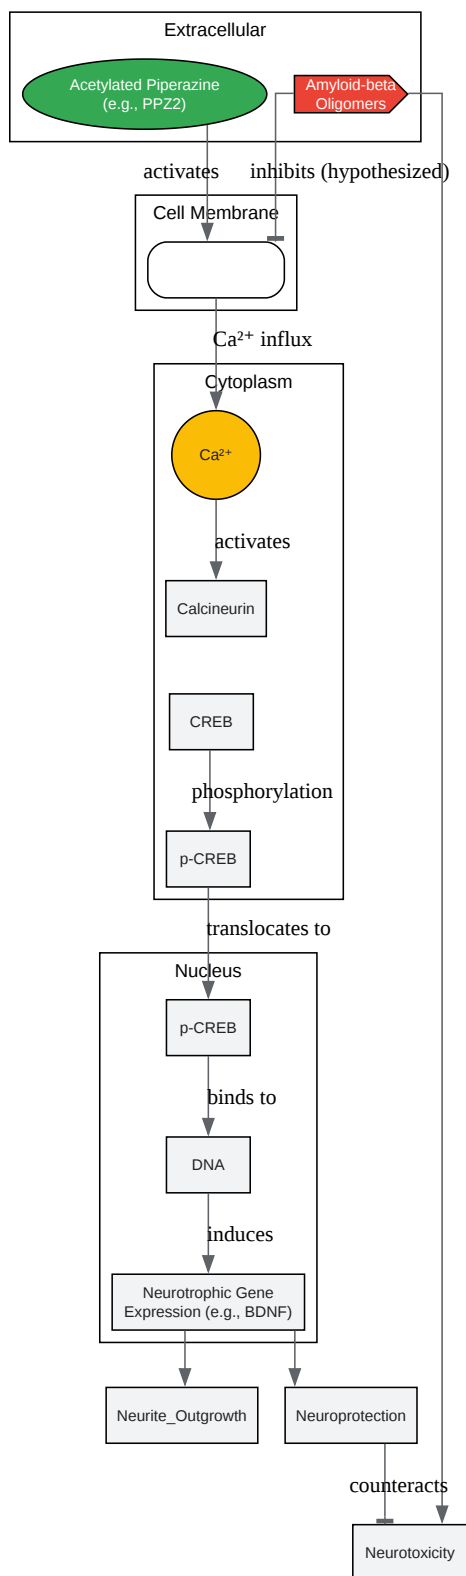 Extracellular
Acetylated Piperazine
(e.g., PPZ2)
Amyloid-beta
Oligomers
activates
inhibits (hypothesized)
Cell Membrane
Ca²⁺ influx
Cytoplasm
Ca²⁺
activates
Calcineurin
CREB
phosphorylation
p-CREB
translocates to
Nucleus
p-CREB
binds to
DNA
induces
Neurotrophic Gene
Expression (e.g., BDNF)
Neurite_Outgrowth
Neuroprotection
counteracts
Neurotoxicity